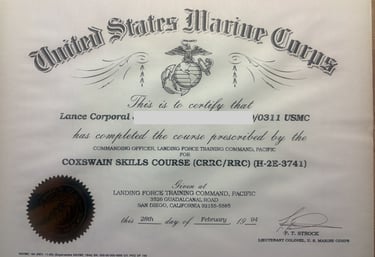 United States Marine Corps
This is to certify that
Lance Corporal /0311 USMC
has completed the course prescribed by the
COMMANDING OFFICER, LANDING FORCE TRAINING COMMAND, PACIFIC
FOR
COXSWAIN SKILLS COURSE (CRRC/RRC) (H-2E-3741)
Given at
LANDING FORCE TRAINING COMMAND, PACIFIC
3526 GUADALCANAL ROAD
SAN DIEGO, CALIFORNIA 92155-5585
this day of February 19 94
LIEUTENANT COLONEL, U. S. MARINE CORPS